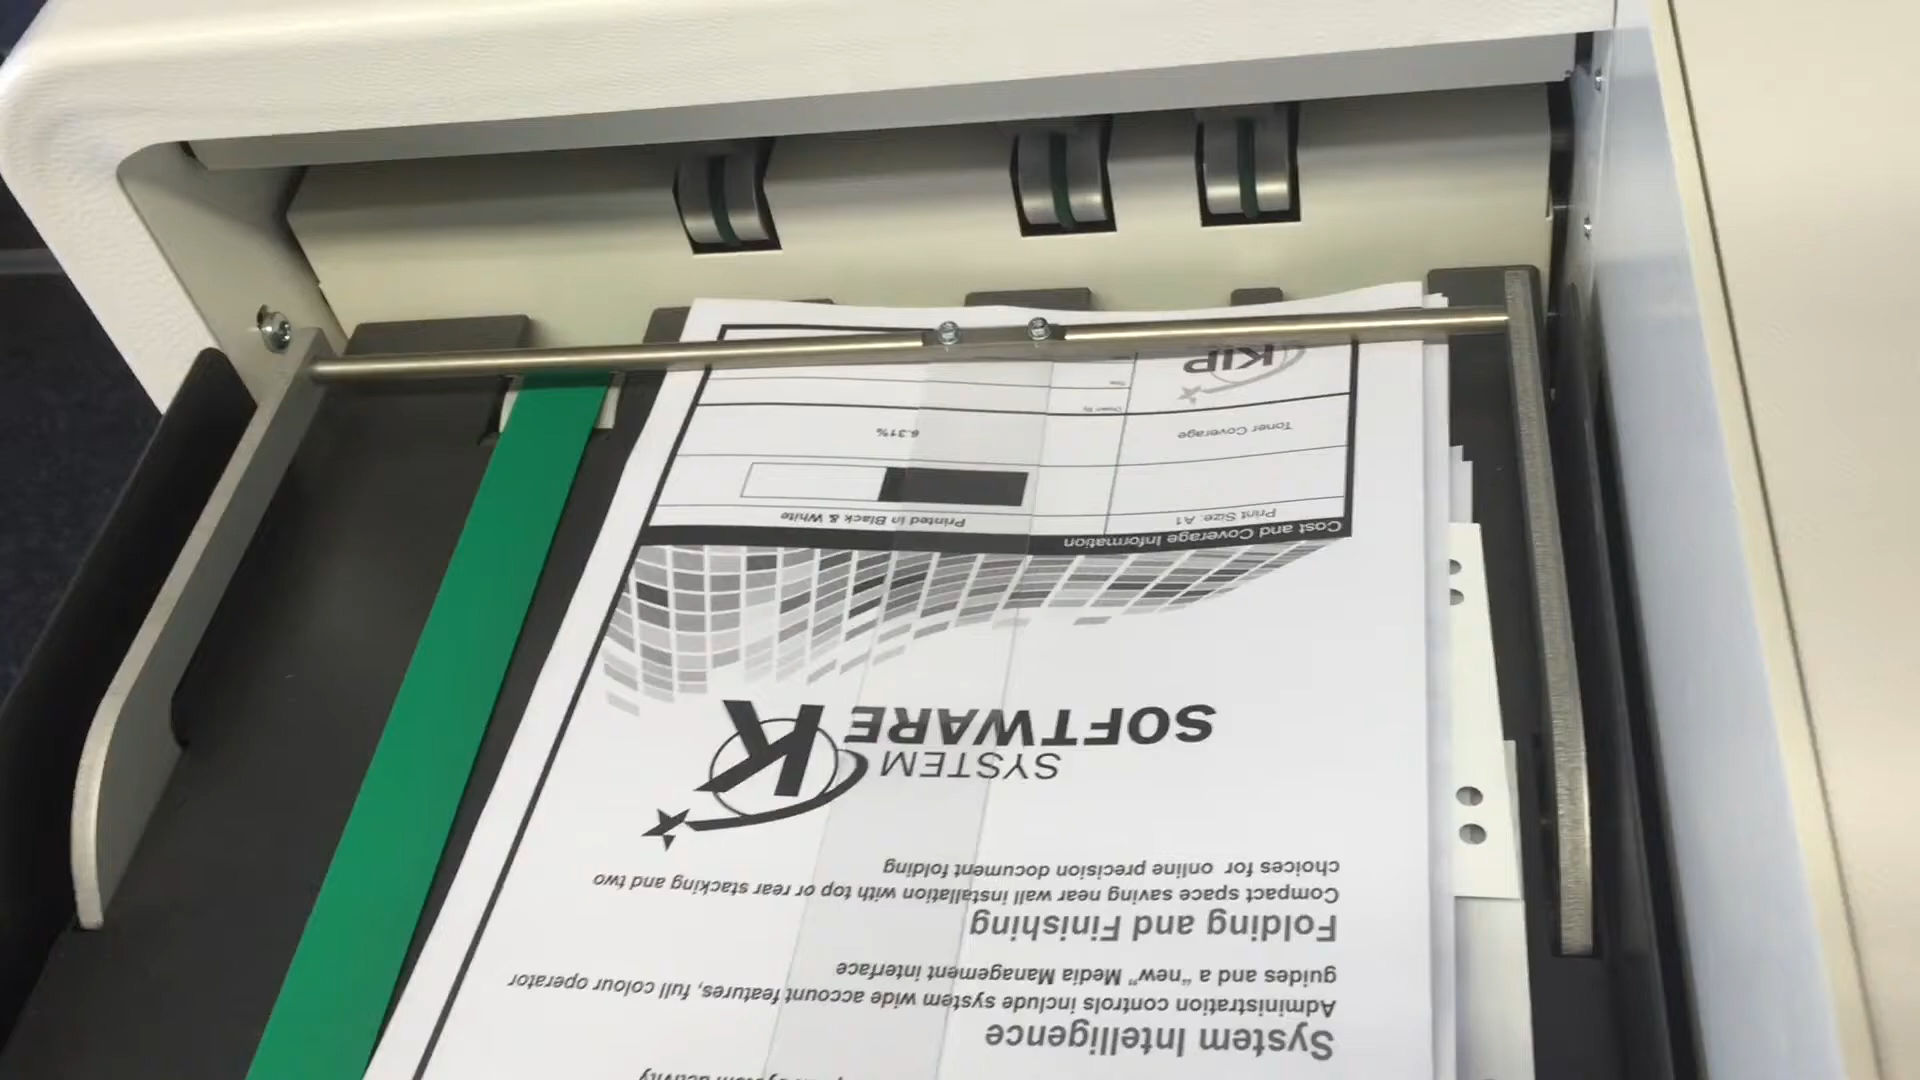 activity
System Intelligence
Administration controls include system wide account features, full colour operator
guides and a "new" Media Management interface
Folding and Finishing
Compact space saving near wall installation with top or rear stacking and two
choices for online precision document folding
SYSTEM K
SOFTWARE
Cost and Coverage Information
Print Size: A1
Printed in Black & White
Toner Coverage
6.31%
Drawn By
KIP